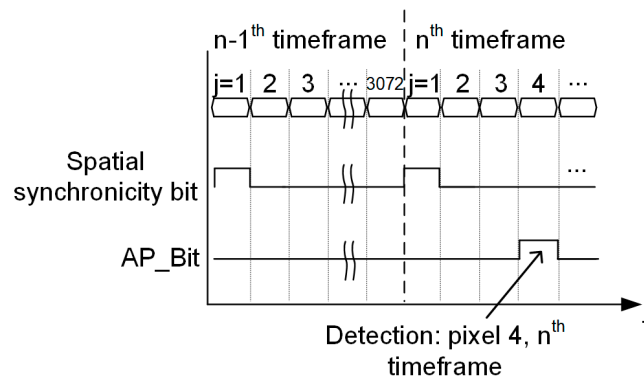 n-1th timeframe nth timeframe
j=1 2 3 ... 3072 j=1 2 3 4 ...
Spatial
synchronicity bit ...
AP_Bit
Detection: pixel 4, nth
timeframe